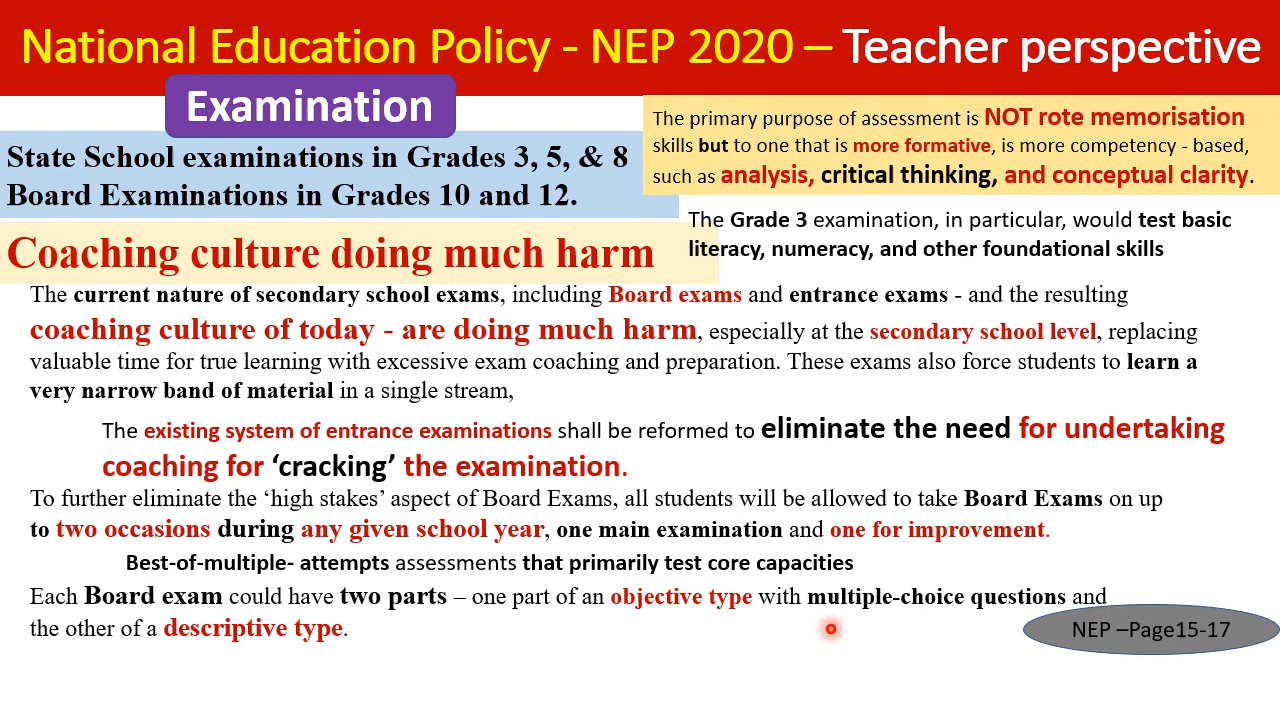 National Education Policy - NEP 2020 – Teacher perspective
Examination
State School examinations in Grades 3, 5, & 8
Board Examinations in Grades 10 and 12.
The primary purpose of assessment is NOT rote memorisation
skills but to one that is more formative, is more competency - based,
such as analysis, critical thinking, and conceptual clarity.
The Grade 3 examination, in particular, would test basic
literacy, numeracy, and other foundational skills
Coaching culture doing much harm
The current nature of secondary school exams, including Board exams and entrance exams - and the resulting
coaching culture of today - are doing much harm, especially at the secondary school level, replacing
valuable time for true learning with excessive exam coaching and preparation. These exams also force students to learn a
very narrow band of material in a single stream,
The existing system of entrance examinations shall be reformed to eliminate the need for undertaking
coaching for ‘cracking’ the examination.
To further eliminate the ‘high stakes’ aspect of Board Exams, all students will be allowed to take Board Exams on up
to two occasions during any given school year, one main examination and one for improvement.
Best-of-multiple- attempts assessments that primarily test core capacities
Each Board exam could have two parts – one part of an objective type with multiple-choice questions and
the other of a descriptive type.
NEP –Page15-17